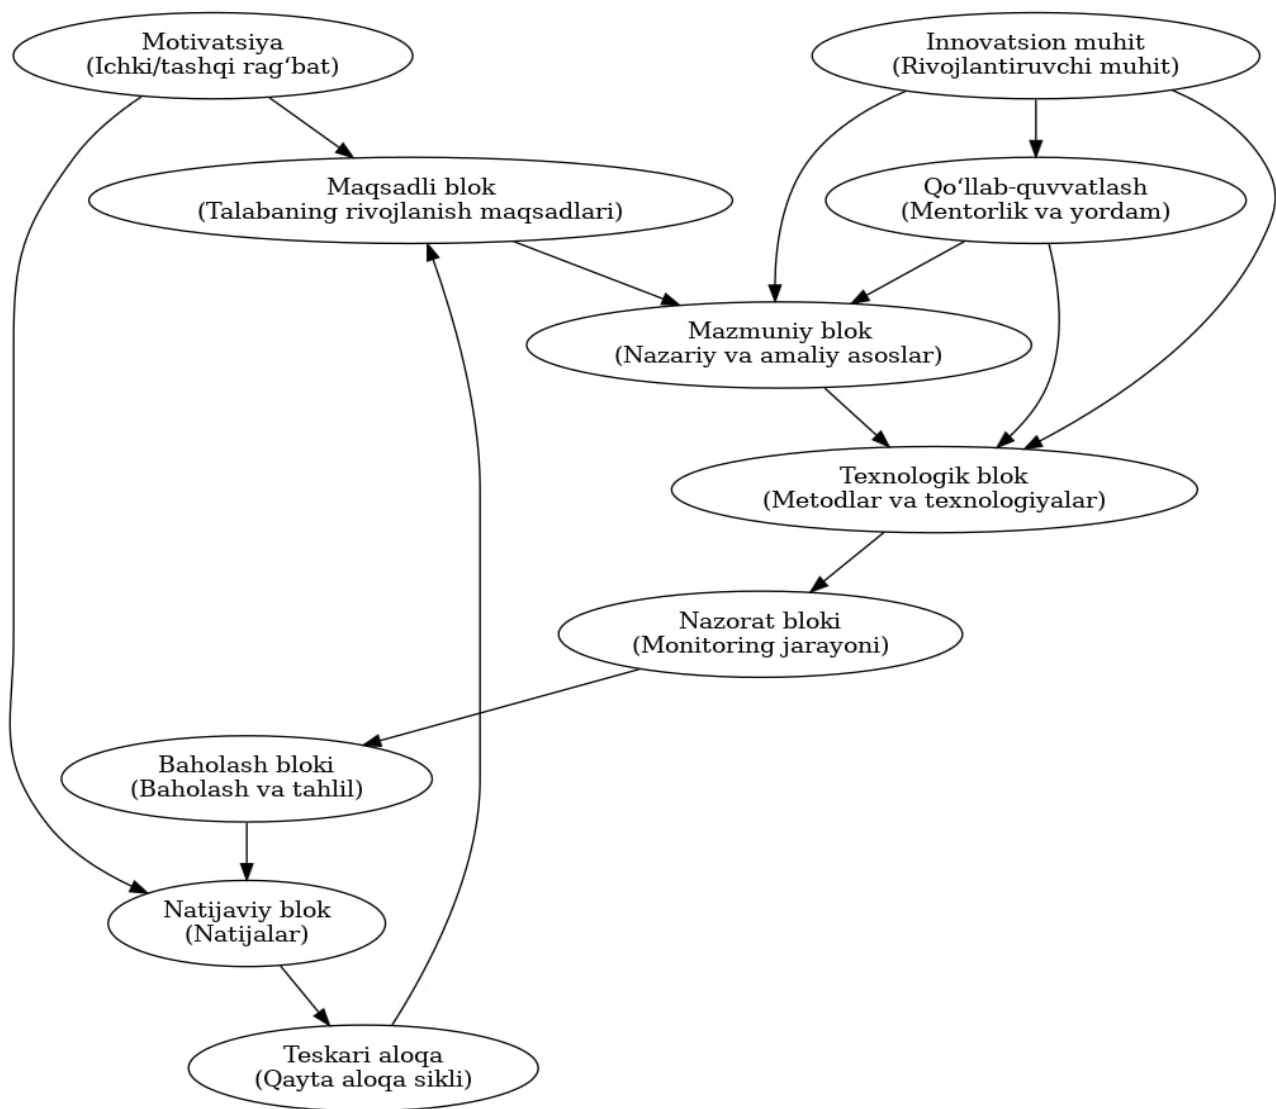 Motivatsiya
(Ichki/tashqi rag‘bat)
Innovatsion muhit
(Rivojlantiruvchi muhit)
Maqsadli blok
(Talabaning rivojlanish maqsadlari)
Qo‘llab-quvvatlash
(Mentorlik va yordam)
Mazmuniy blok
(Nazariy va amaliy asoslar)
Texnologik blok
(Metodlar va texnologiyalar)
Nazorat bloki
(Monitoring jarayoni)
Baholash bloki
(Baholash va tahlil)
Natijaviy blok
(Natijalar)
Teskari aloqa
(Qayta aloqa sikli)